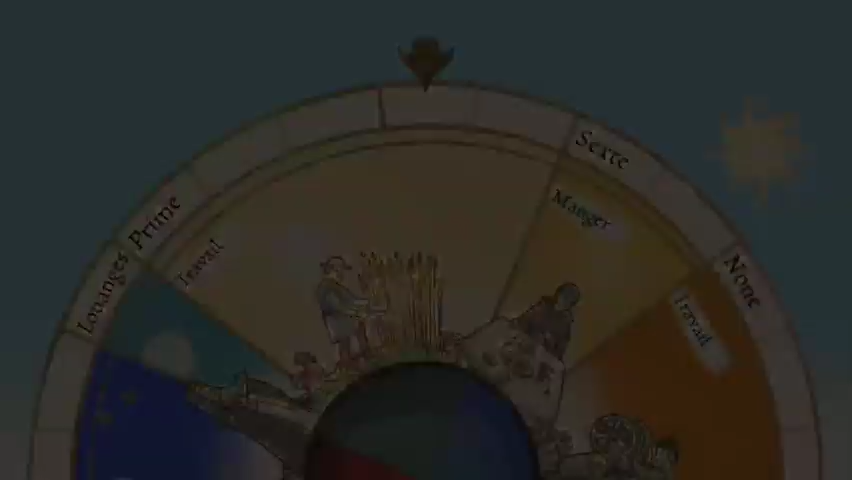 Louanges
Prime
Travail
Sexte
Manger
None
Travail